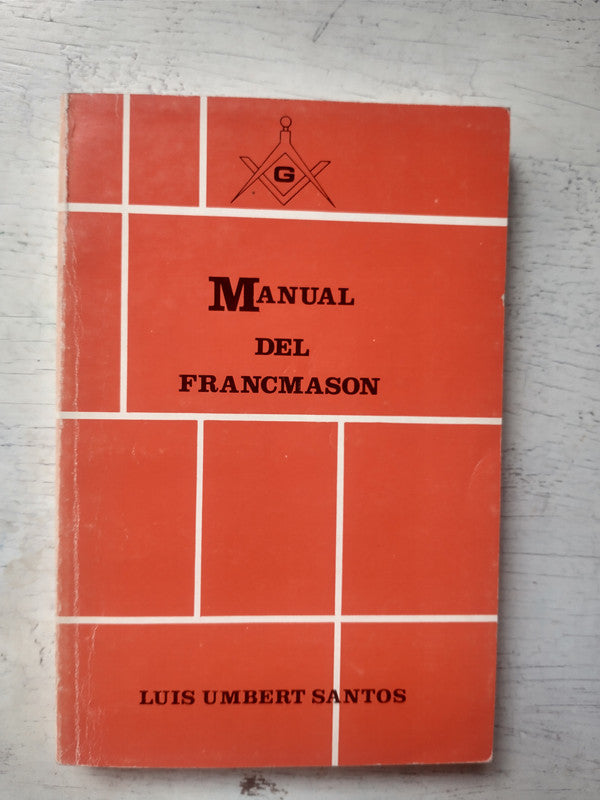 G
MANUAL
DEL
FRANCMASON
LUIS UMBERT SANTOS